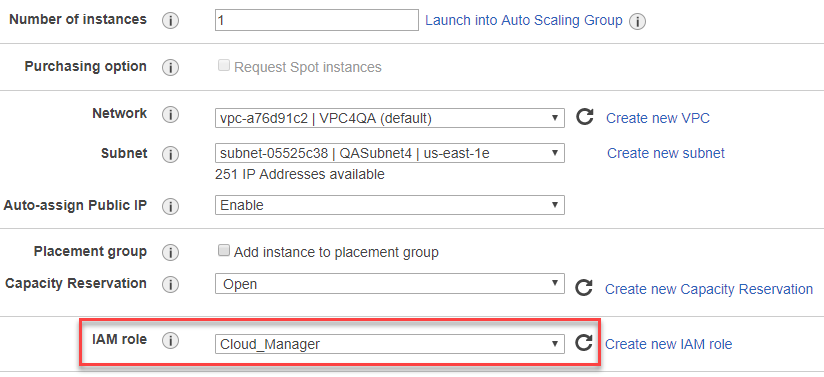 Number of instances i 1 Launch into Auto Scaling Group i
Purchasing option i Request Spot instances
Network i vpc-a76d91c2 | VPC4QA (default) Create new VPC
Subnet i subnet-05525c38 | QASubnet4 | us-east-1e Create new subnet
251 IP Addresses available
Auto-assign Public IP i Enable
Placement group i Add instance to placement group
Capacity Reservation i Open Create new Capacity Reservation
IAM role i Cloud_Manager Create new IAM role